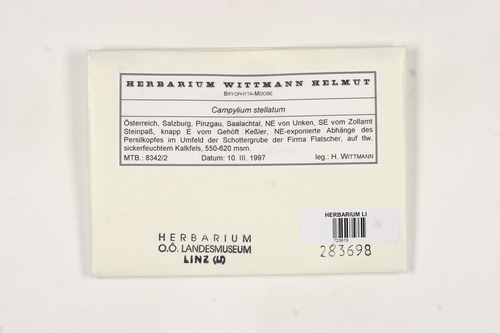 HERBARIUM WITTMANN HELMUT
BRYOPHYTA-MOOSE
Campylium stellatum
Österreich, Salzburg, Pinzgau, Saalachtal, NE von Unken, SE vom Zollamt
Steinpaß, knapp E vom Gehöft Keßler, NE-exponierte Abhänge des
Persilkopfes im Umfeld der Schottergrube der Firma Flatscher, auf tlw.
sickerfeuchtem Kalkfels, 550-620 msm.
MTB.: 8342/2 Datum: 10. III. 1997 leg.: H. WITTMANN
HERBARIUM LI
723619
283698
HERBARIUM
O.Ö. LANDESMUSEUM
LINZ (LI)